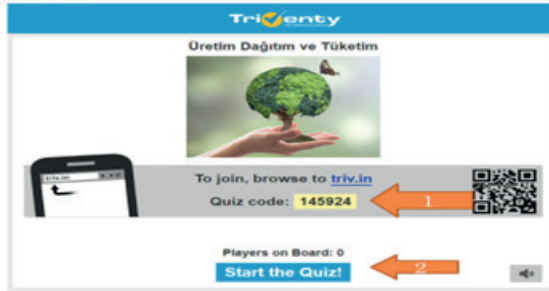 Triventy
Üretim Dağıtım ve Tüketim
triv.in
To join, browse to triv.in
Quiz code: 145924
1
Players on Board: 0
Start the Quiz!
2